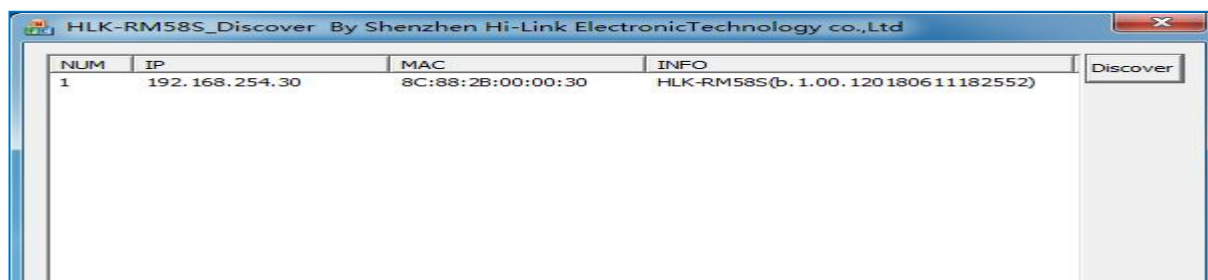 HLK-RM58S_Discover By Shenzhen Hi-Link ElectronicTechnology co.,Ltd
NUM IP MAC INFO Discover
1 192.168.254.30 8C:88:2B:00:00:30 HLK-RM58S(b.1.00.120180611182552)